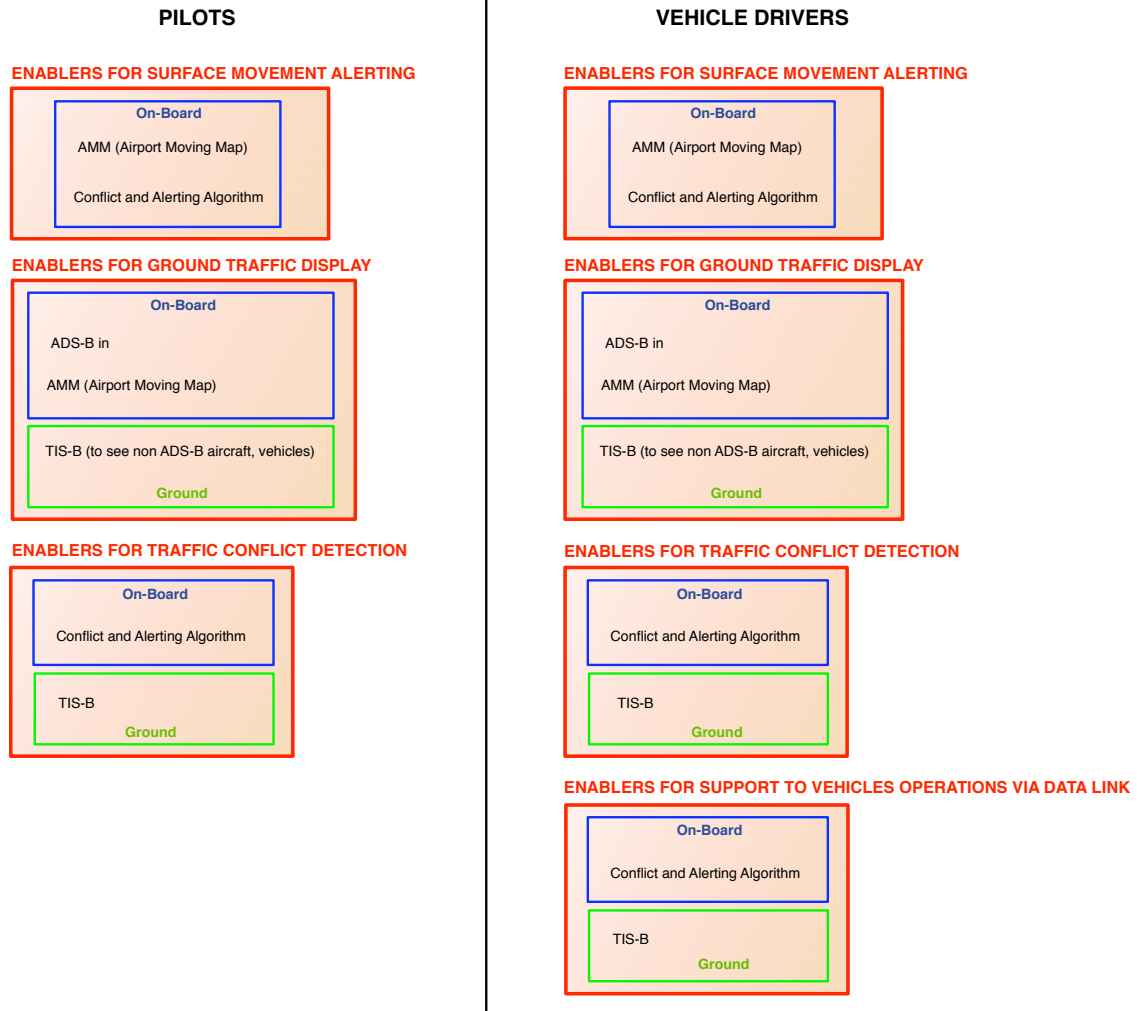 PILOTS
ENABLERS FOR SURFACE MOVEMENT ALERTING
On-Board
AMM (Airport Moving Map)
Conflict and Alerting Algorithm
ENABLERS FOR GROUND TRAFFIC DISPLAY
On-Board
ADS-B in
AMM (Airport Moving Map)
TIS-B (to see non ADS-B aircraft, vehicles)
Ground
ENABLERS FOR TRAFFIC CONFLICT DETECTION
On-Board
Conflict and Alerting Algorithm
TIS-B
Ground
VEHICLE DRIVERS
ENABLERS FOR SURFACE MOVEMENT ALERTING
On-Board
AMM (Airport Moving Map)
Conflict and Alerting Algorithm
ENABLERS FOR GROUND TRAFFIC DISPLAY
On-Board
ADS-B in
AMM (Airport Moving Map)
TIS-B (to see non ADS-B aircraft, vehicles)
Ground
ENABLERS FOR TRAFFIC CONFLICT DETECTION
On-Board
Conflict and Alerting Algorithm
TIS-B
Ground
ENABLERS FOR SUPPORT TO VEHICLES OPERATIONS VIA DATA LINK
On-Board
Conflict and Alerting Algorithm
TIS-B
Ground